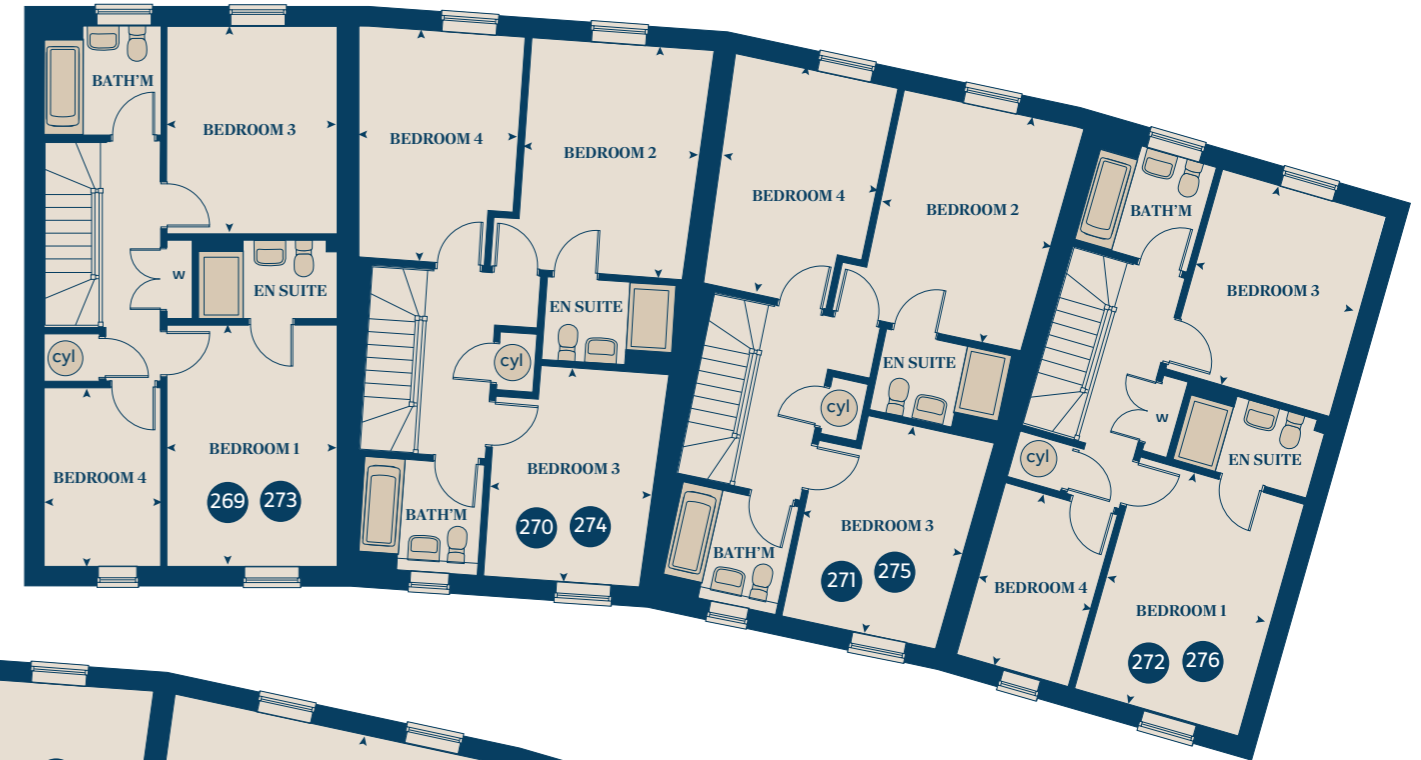 BATH'M
BEDROOM 3
W
EN SUITE
cyl
BEDROOM 4
BEDROOM 1
269 273
BEDROOM 4
BEDROOM 2
EN SUITE
cyl
BEDROOM 3
BATH'M
270 274
BEDROOM 4
BEDROOM 2
EN SUITE
cyl
BEDROOM 3
BATH'M
271 275
BATH'M
BEDROOM 3
W
EN SUITE
cyl
BEDROOM 4
BEDROOM 1
272 276